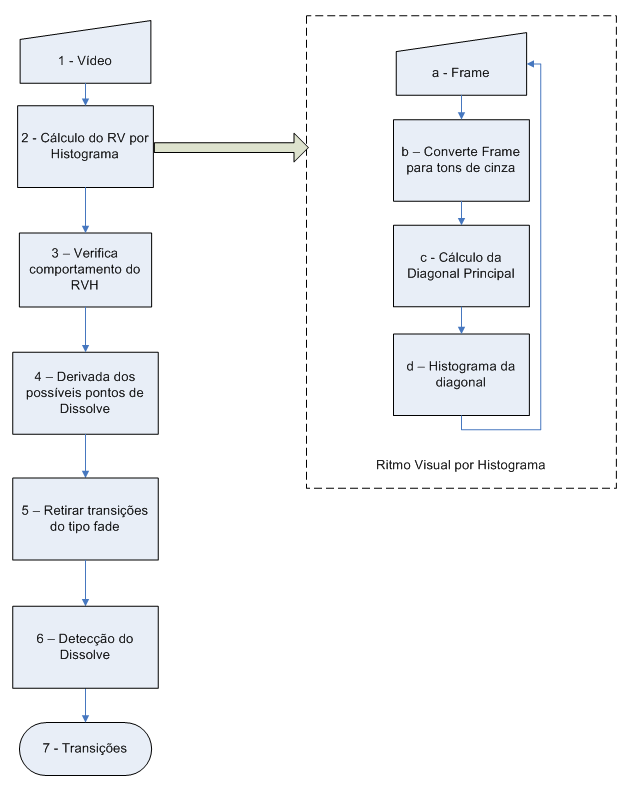 1 - Vídeo
2 - Cálculo do RV por
Histograma
3 – Verifica
comportamento do
RVH
4 – Derivada dos
possíveis pontos de
Dissolve
5 – Retirar transições
do tipo fade
6 – Detecção do
Dissolve
7 - Transições
a - Frame
b – Converte Frame
para tons de cinza
c - Cálculo da
Diagonal Principal
d – Histograma da
diagonal
Ritmo Visual por Histograma